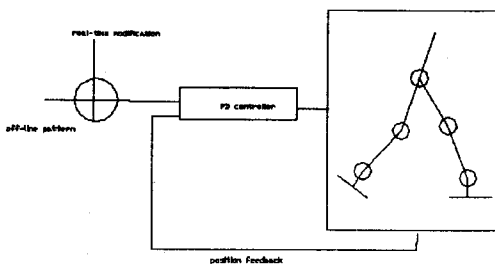 real-time modification
PD controller
off-line pattern
position feedback